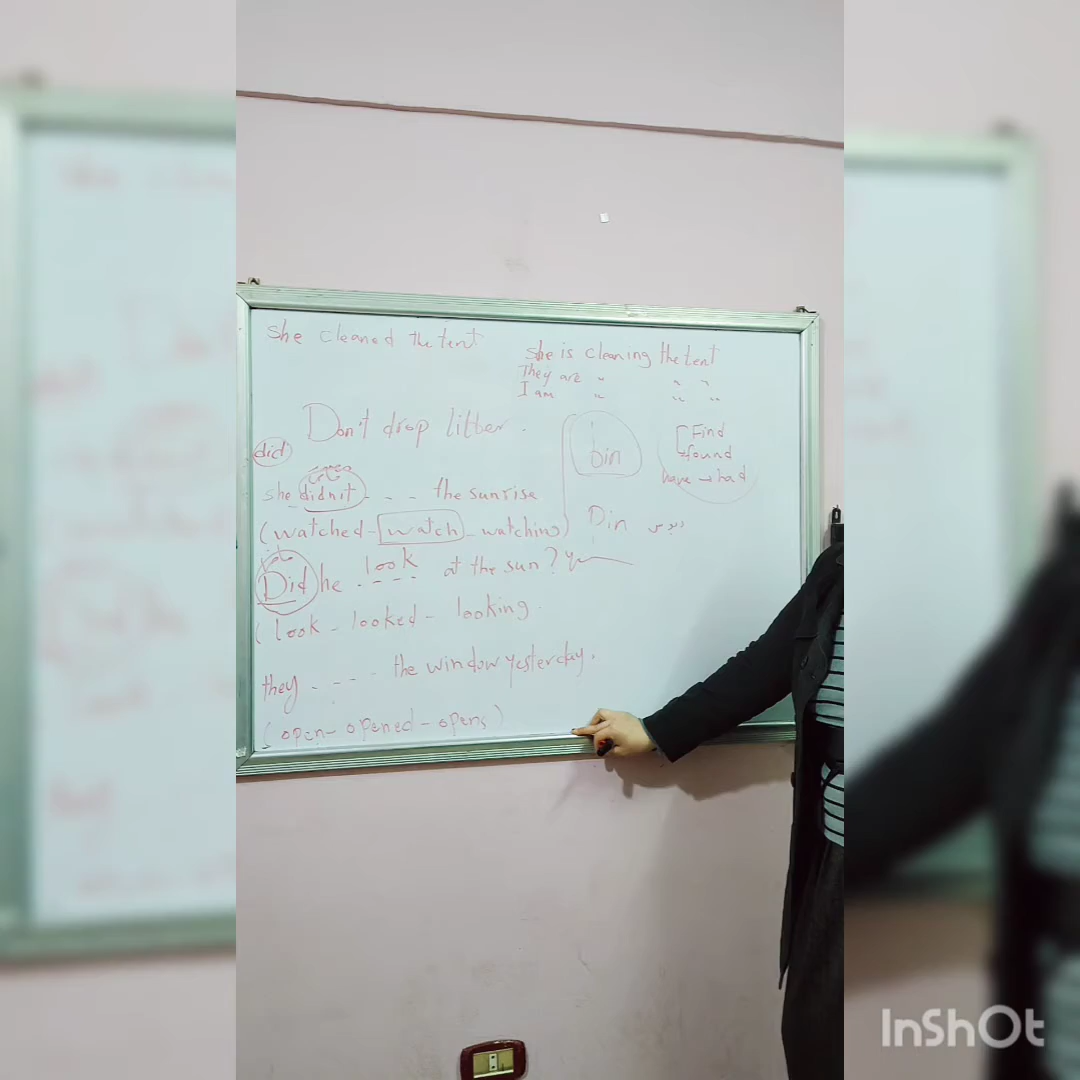 she cleaned the tent
she is cleaning the tent
They are " " "
I am " " "
Don't drop litter.
did
bin
Find
found
have → had
she didn't - - - the sunrise
(watched - watch - watching)
Pin دبوس
Did he look at the sun?
(look - looked - looking.
they - - - - the window yesterday.
(open - opened - opens)
InShOt